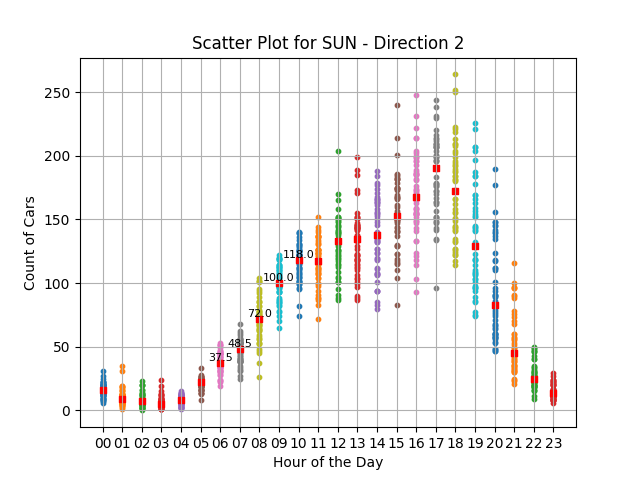 Scatter Plot for SUN - Direction 2
Count of Cars
250
200
150
100
50
0
118.0
100.0
72.0
48.5
37.5
00 01 02 03 04 05 06 07 08 09 10 11 12 13 14 15 16 17 18 19 20 21 22 23
Hour of the Day